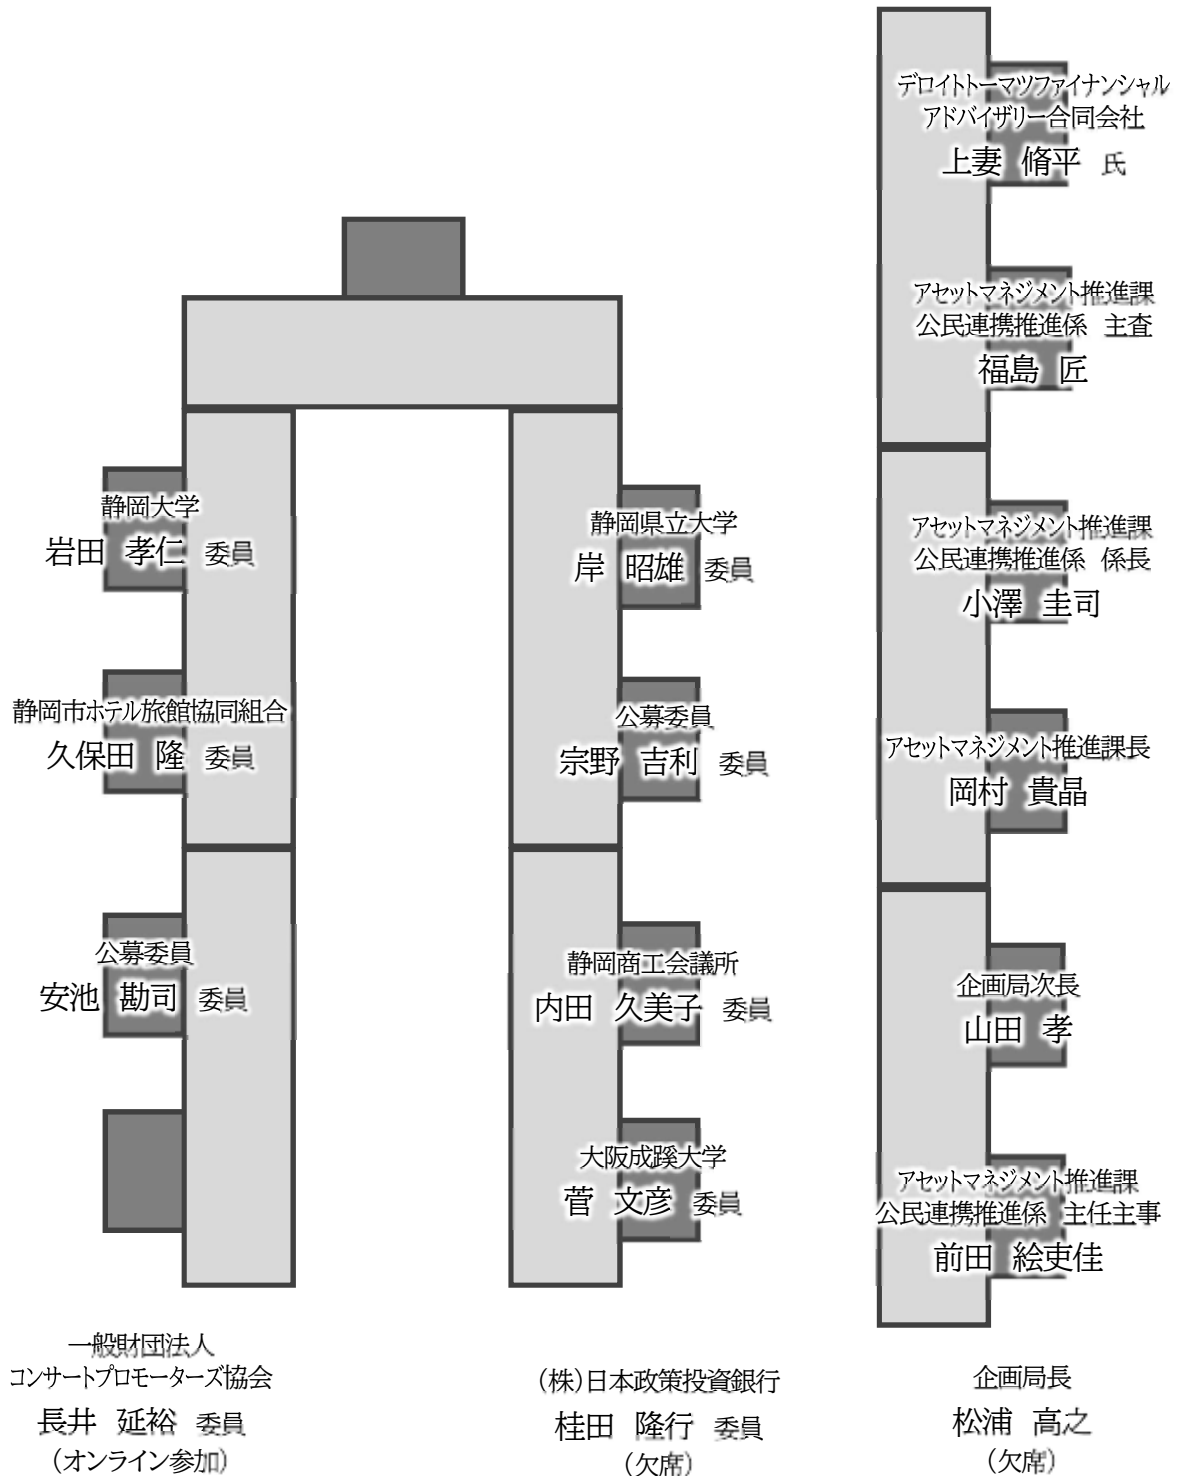 静岡大学
岩田 孝仁 委員
静岡市ホテル旅館協同組合
久保田 隆 委員
公募委員
安池 勘司 委員
一般財団法人
コンサートプロモーターズ協会
長井 延裕 委員
（オンライン参加）
静岡県立大学
岸 昭雄 委員
公募委員
宗野 吉利 委員
静岡商工会議所
内田 久美子 委員
大阪成蹊大学
菅 文彦 委員
（株）日本政策投資銀行
桂田 隆行 委員
（欠席）
デロイトトーマツファイナンシャル
アドバイザリー合同会社
上妻 脩平 氏
アセットマネジメント推進課
公民連携推進係 主査
福島 匠
アセットマネジメント推進課
公民連携推進係 係長
小澤 圭司
アセットマネジメント推進課長
岡村 貴晶
企画局次長
山田 孝
アセットマネジメント推進課
公民連携推進係 主任主事
前田 絵吏佳
企画局長
松浦 高之
（欠席）